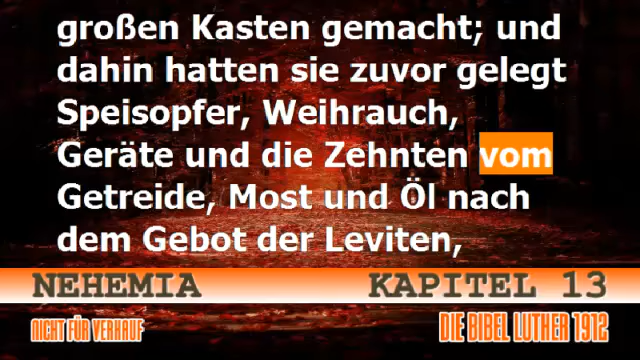 großen Kasten gemacht; und
dahin hatten sie zuvor gelegt
Speisopfer, Weihrauch,
Geräte und die Zehnten vom
Getreide, Most und Öl nach
dem Gebot der Leviten,
NEHEMIA KAPITEL 13
NICHT FÜR VERKAUF DIE BIBEL LUTHER 1912